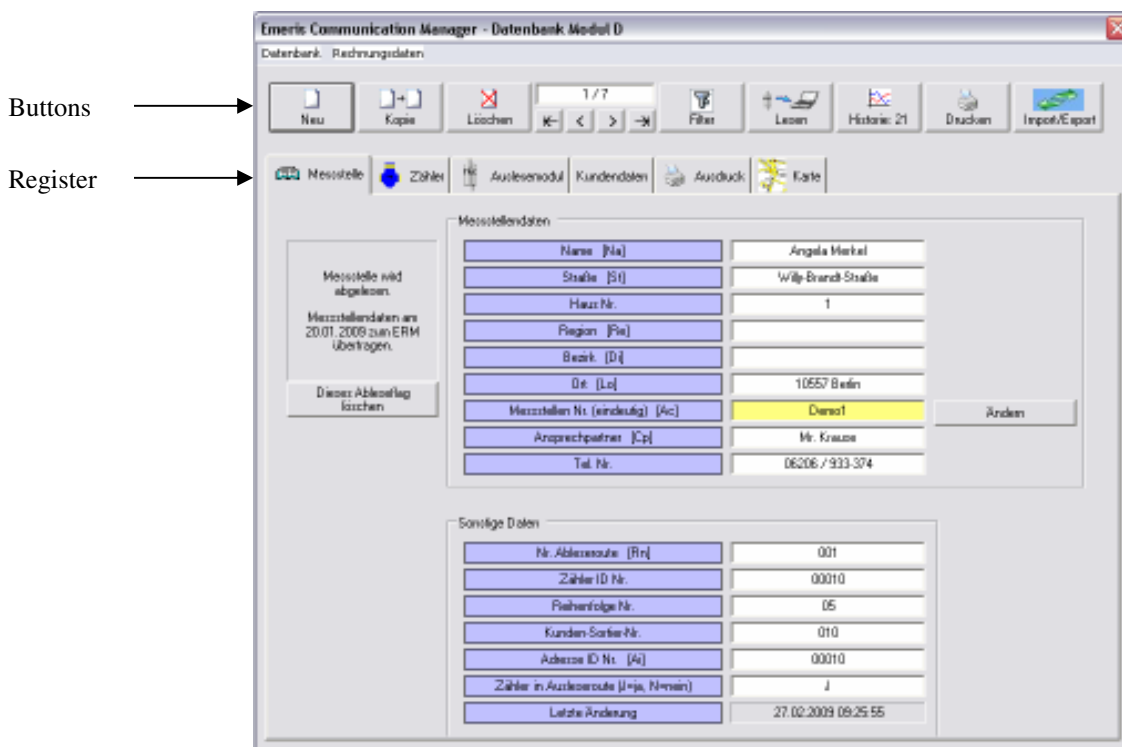 Emeris Communication Manager - Datenbank Modul D
Datenbank Rechnungsdaten
Buttons
Neu
Kopie
Löschen
1 / 7
Filter
Lesen
Historie: 21
Drucken
Import/Export
Register
Messstelle
Zähler
Auslesemodul
Kundendaten
Ausdruck
Karte
Messstelle wird
abgelesen.
Messstellendaten am
20.01.2009 zum ERM
übertragen.
Dieses Ableseflag
löschen
Messstellendaten
Name [Na] Angela Merkel
Straße [St] Willy-Brandt-Straße
Haus Nr. 1
Region [Re]
Bezirk [Di]
Ort [Lo] 10557 Berlin
Messstellen Nr. (eindeutig) [Ac] Demo1 Ändern
Ansprechpartner [Cp] Mr. Krause
Tel. Nr. 06206 / 933-374
Sonstige Daten
Nr. Ableseroute [Rn] 001
Zähler ID Nr. 00010
Reihenfolge Nr. 05
Kunden-Sortier-Nr. 010
Adresse ID Nr. [Ai] 00010
Zähler in Ausleseroute (J=ja, N=nein) J
Letzte Änderung 27.02.2009 09:25:55